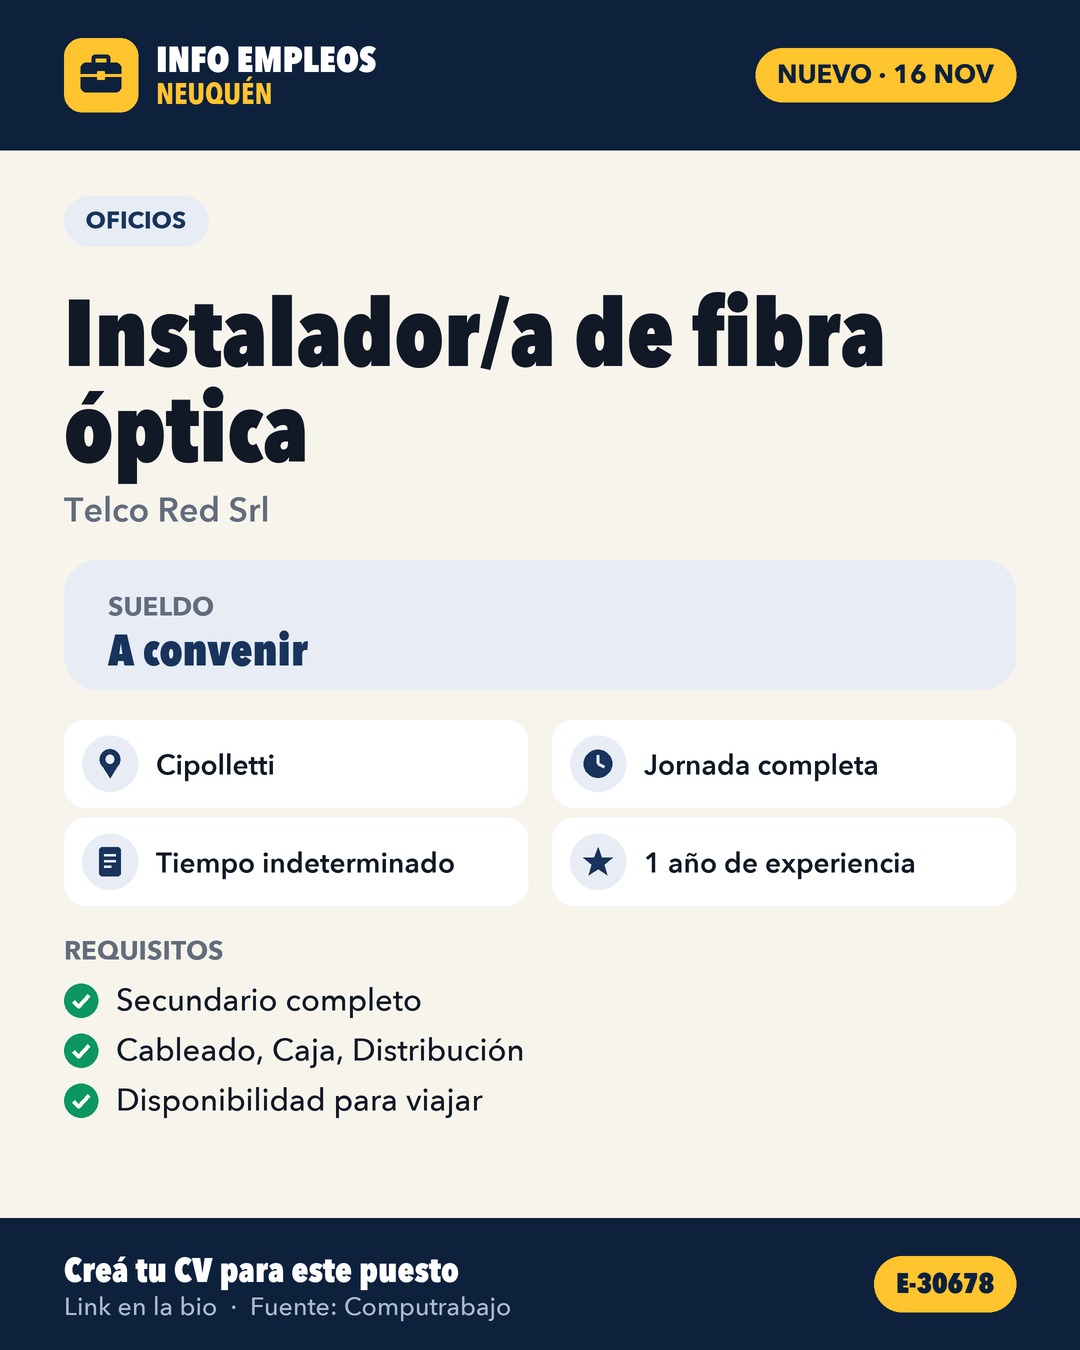 INFO EMPLEOS
NEUQUÉN
NUEVO · 16 NOV
OFICIOS
Instalador/a de fibra
óptica
Telco Red Srl
SUELDO
A convenir
Cipolletti
Jornada completa
Tiempo indeterminado
1 año de experiencia
REQUISITOS
Secundario completo
Cableado, Caja, Distribución
Disponibilidad para viajar
Creá tu CV para este puesto
Link en la bio · Fuente: Computrabajo
E-30678